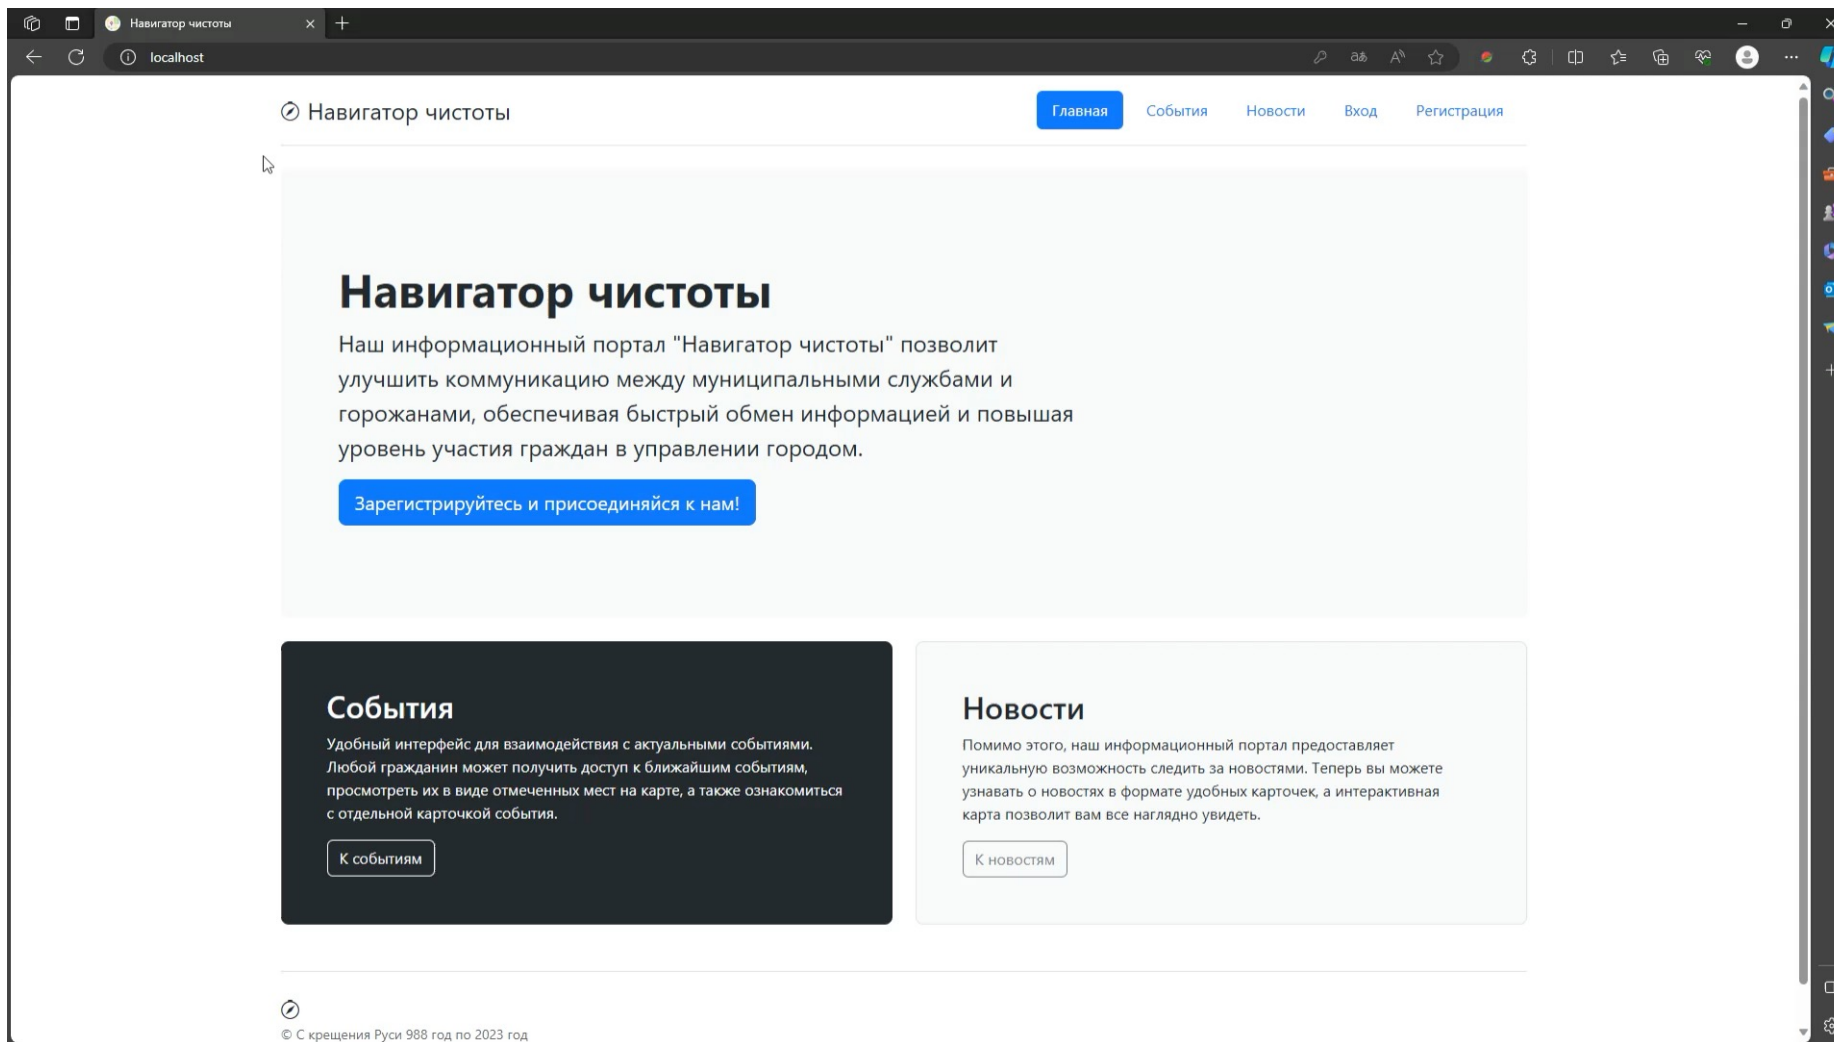 Навигатор чистоты
localhost
Навигатор чистоты
Главная
События
Новости
Вход
Регистрация
Навигатор чистоты
Наш информационный портал "Навигатор чистоты" позволит
улучшить коммуникацию между муниципальными службами и
горожанами, обеспечивая быстрый обмен информацией и повышая
уровень участия граждан в управлении городом.
Зарегистрируйтесь и присоединяйся к нам!
События
Удобный интерфейс для взаимодействия с актуальными событиями.
Любой гражданин может получить доступ к ближайшим событиям,
просмотреть их в виде отмеченных мест на карте, а также ознакомиться
с отдельной карточкой события.
К событиям
Новости
Помимо этого, наш информационный портал предоставляет
уникальную возможность следить за новостями. Теперь вы можете
узнавать о новостях в формате удобных карточек, а интерактивная
карта позволит вам все наглядно увидеть.
К новостям
© С крещения Руси 988 год по 2023 год